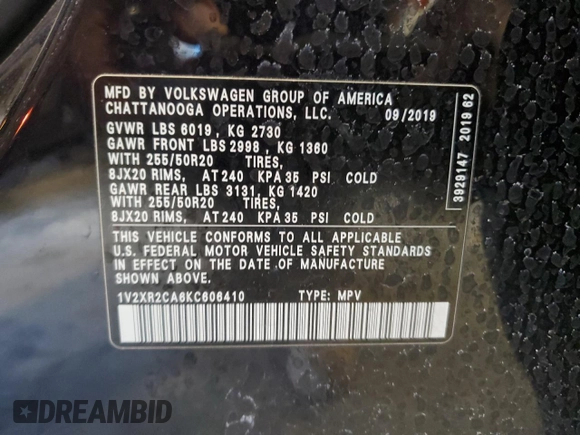 MFD BY VOLKSWAGEN GROUP OF AMERICA
CHATTANOOGA OPERATIONS, LLC. 09/2019
GVWR LBS 6019, KG 2730
GAWR FRONT LBS 2998, KG 1360
WITH 255/50R20 TIRES,
8JX20 RIMS, AT 240 KPA 35 PSI COLD
GAWR REAR LBS 3131, KG 1420
WITH 255/50R20 TIRES,
8JX20 RIMS, AT 240 KPA 35 PSI COLD
THIS VEHICLE CONFORMS TO ALL APPLICABLE
U.S. FEDERAL MOTOR VEHICLE SAFETY STANDARDS
IN EFFECT ON THE DATE OF MANUFACTURE
SHOWN ABOVE.
1V2XR2CA6KC606410 TYPE: MPV
3929147 2019 62
DREAMBID